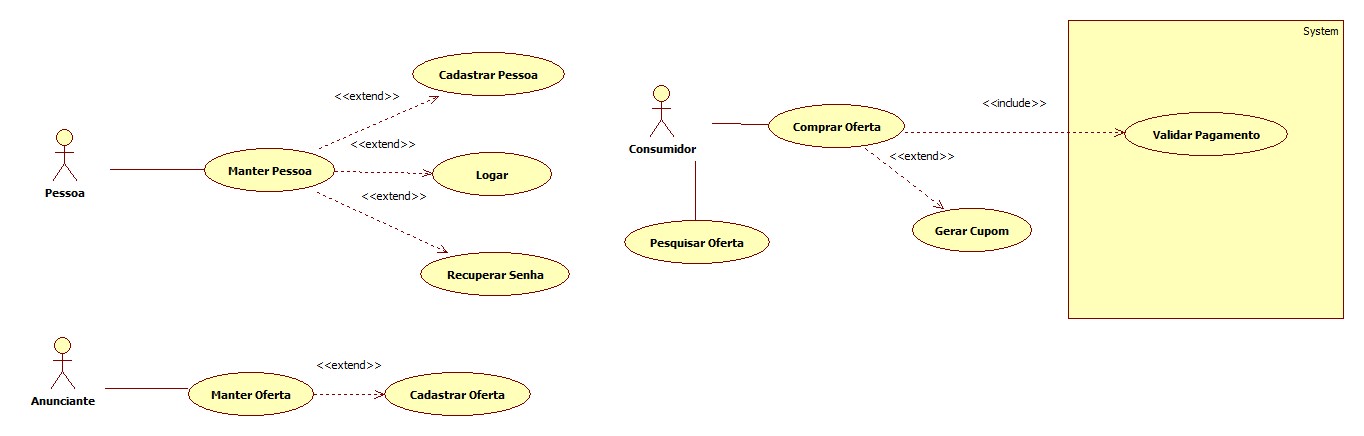 System
Cadastrar Pessoa
<<extend>>
<<extend>>
<<extend>>
Pessoa
Manter Pessoa
Logar
Recuperar Senha
Consumidor
Comprar Oferta
<<include>>
Validar Pagamento
<<extend>>
Gerar Cupom
Pesquisar Oferta
Anunciante
Manter Oferta
<<extend>>
Cadastrar Oferta